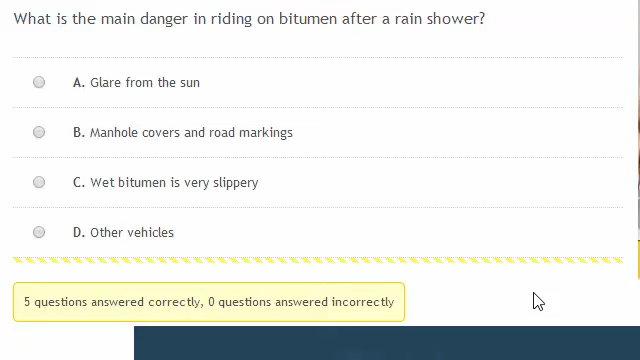 What is the main danger in riding on bitumen after a rain shower?
A. Glare from the sun
B. Manhole covers and road markings
C. Wet bitumen is very slippery
D. Other vehicles
5 questions answered correctly, 0 questions answered incorrectly